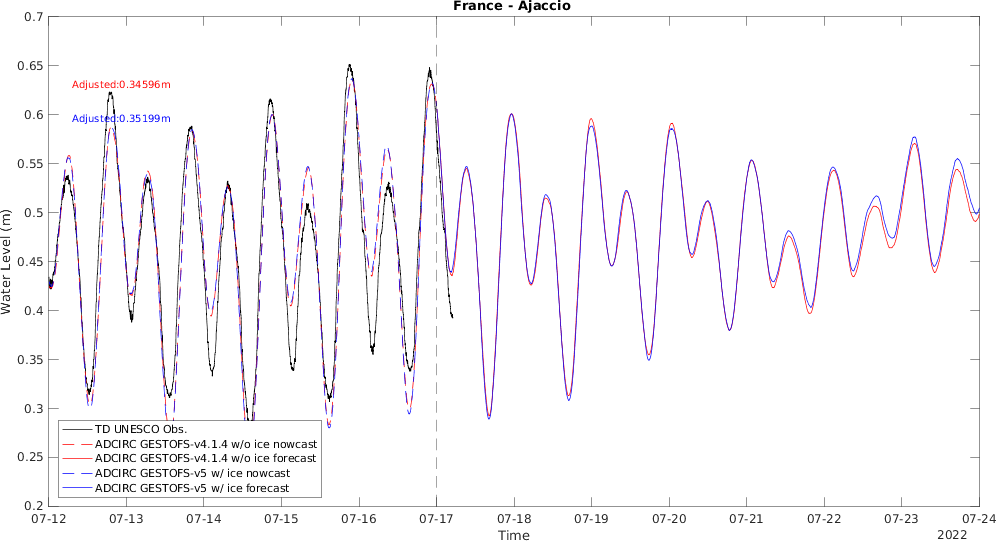 France - Ajaccio
0.7
0.65
0.6
0.55
0.5
0.45
0.4
0.35
0.3
0.25
0.2
Water Level (m)
Adjusted:0.34596m
Adjusted:0.35199m
TD UNESCO Obs.
ADCIRC GESTOFS-v4.1.4 w/o ice nowcast
ADCIRC GESTOFS-v4.1.4 w/o ice forecast
ADCIRC GESTOFS-v5 w/ ice nowcast
ADCIRC GESTOFS-v5 w/ ice forecast
07-12 07-13 07-14 07-15 07-16 07-17 07-18 07-19 07-20 07-21 07-22 07-23 07-24
Time
2022